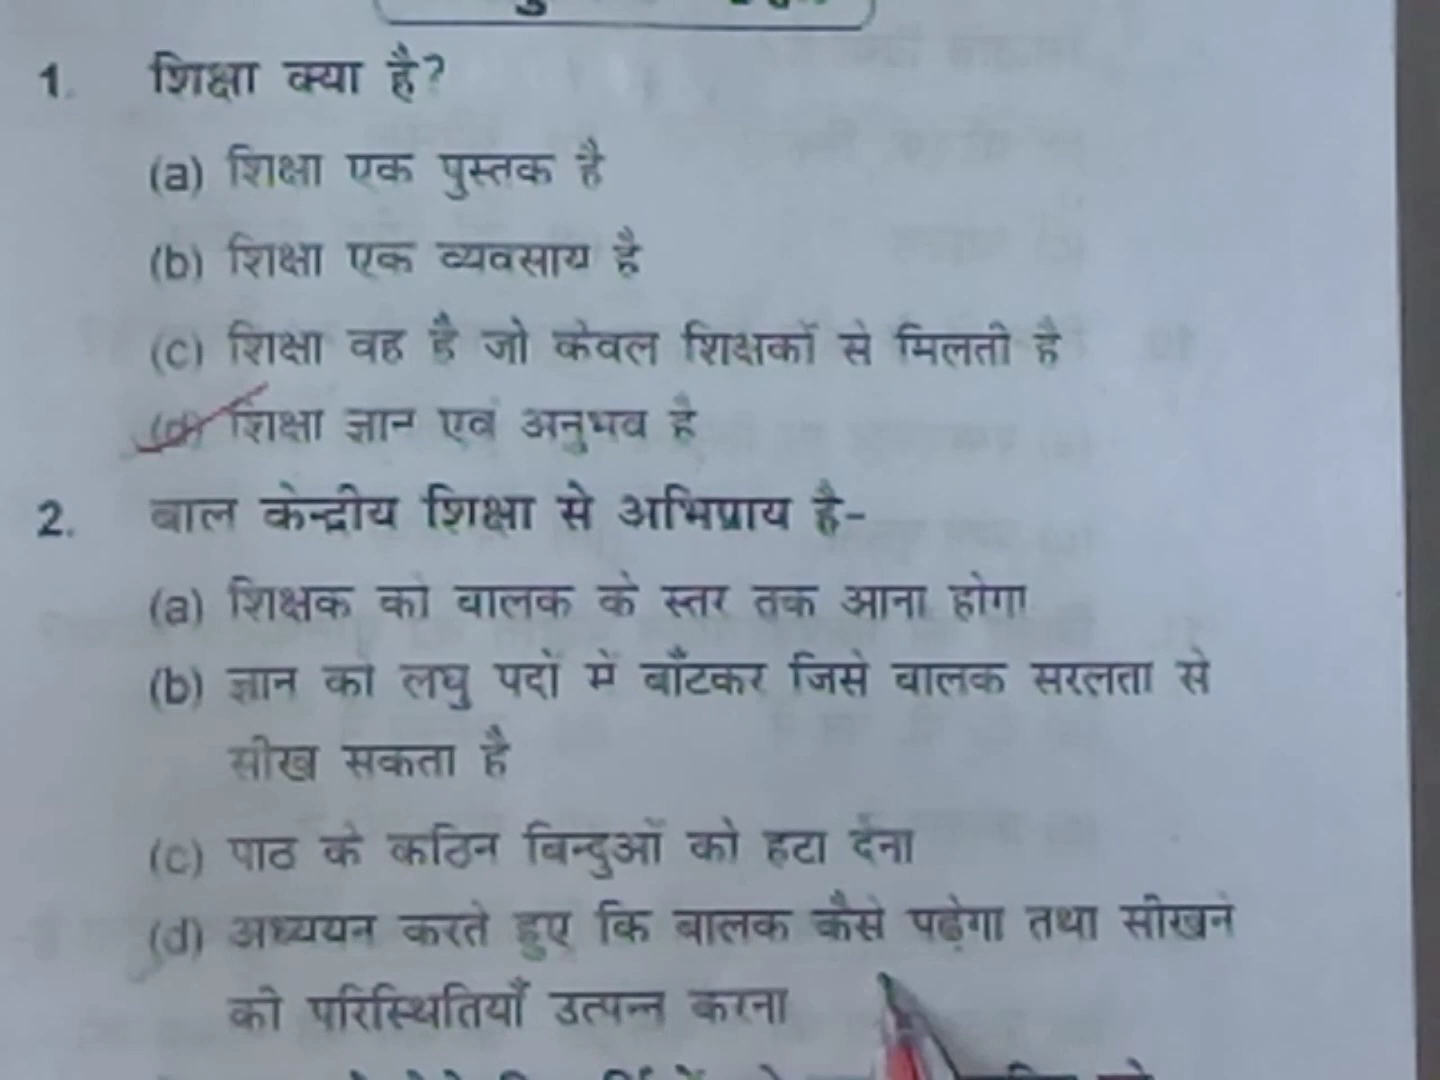 1. शिक्षा क्या है?
(a) शिक्षा एक पुस्तक है
(b) शिक्षा एक व्यवसाय है
(c) शिक्षा वह है जो केवल शिक्षकों से मिलती है
(d) शिक्षा ज्ञान एवं अनुभव है
2. बाल केन्द्रीय शिक्षा से अभिप्राय है-
(a) शिक्षक को बालक के स्तर तक आना होगा
(b) ज्ञान को लघु पदों में बाँटकर जिसे बालक सरलता से
सीख सकता है
(c) पाठ के कठिन बिन्दुओं को हटा देना
(d) अध्ययन करते हुए कि बालक कैसे पढ़ेगा तथा सीखने
की परिस्थितियाँ उत्पन्न करना